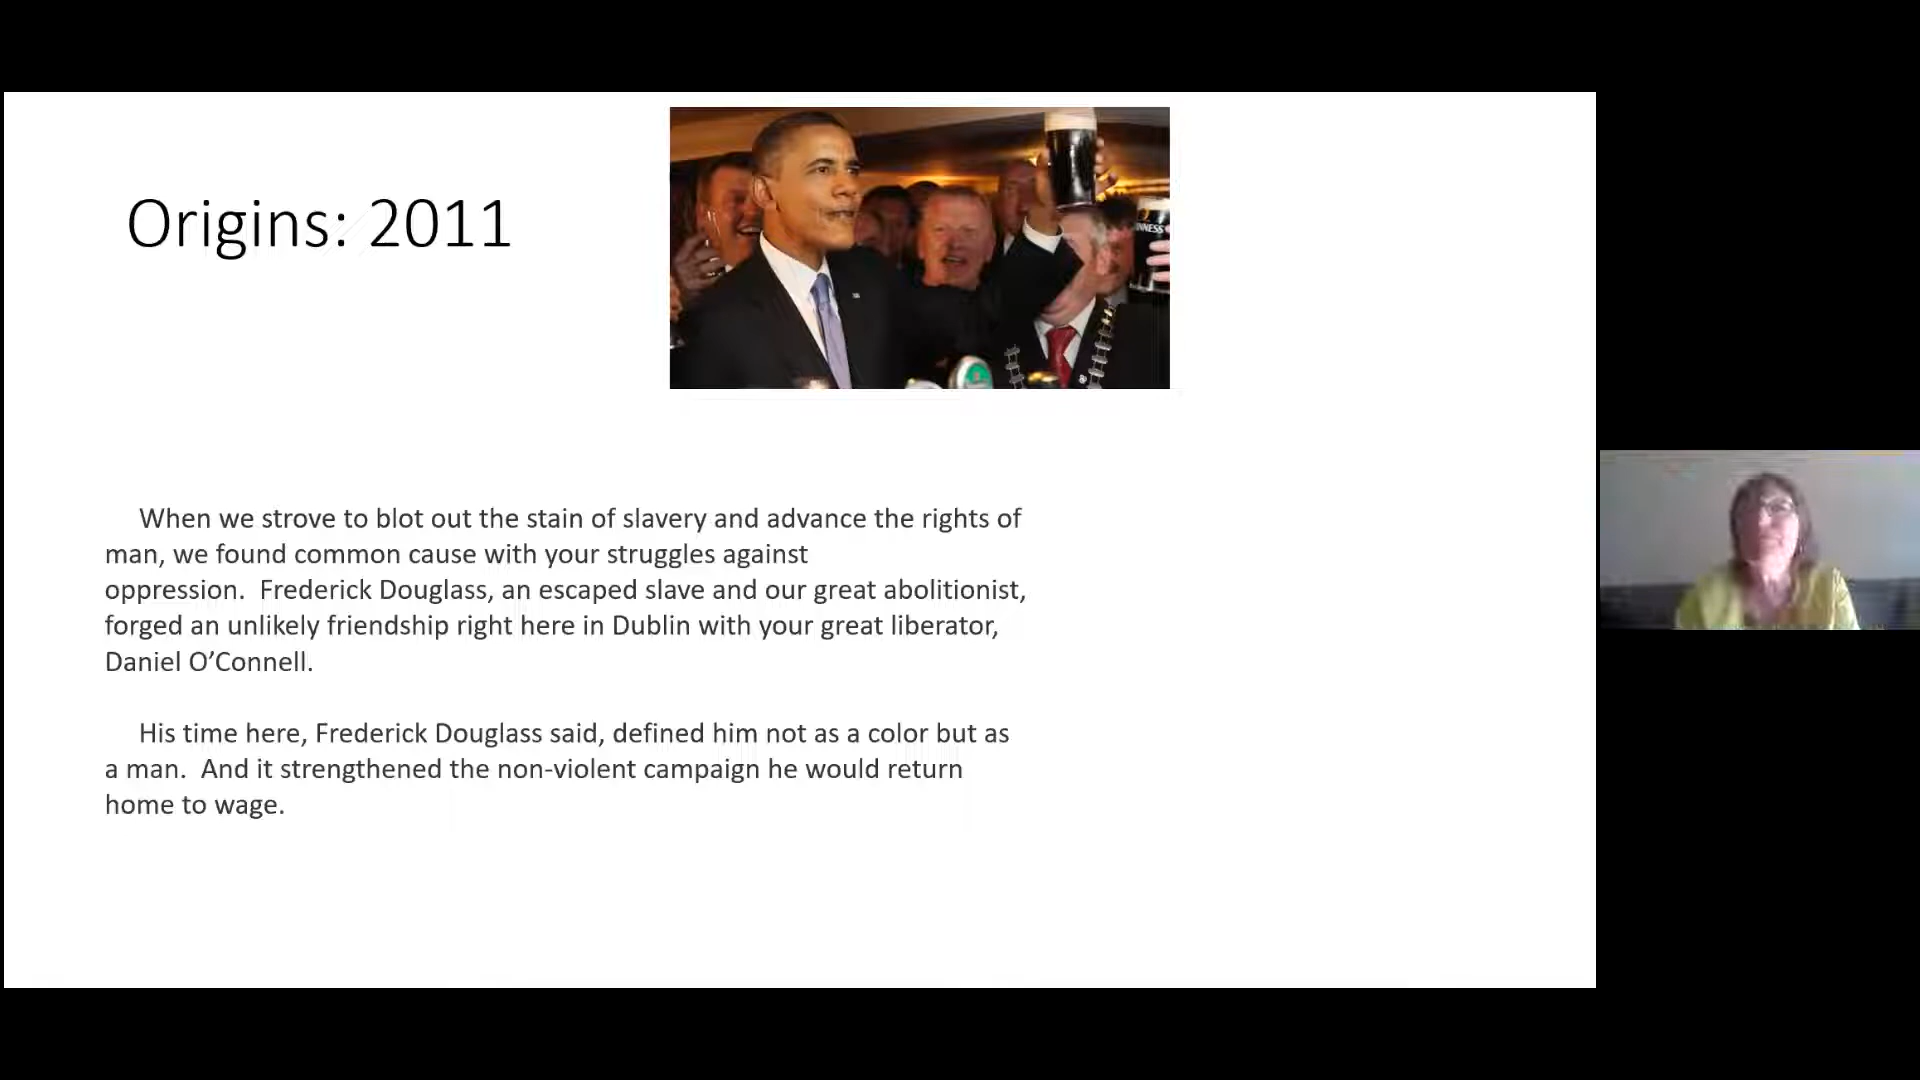 Origins: 2011
NNESS
When we strove to blot out the stain of slavery and advance the rights of
man, we found common cause with your struggles against
oppression.  Frederick Douglass, an escaped slave and our great abolitionist,
forged an unlikely friendship right here in Dublin with your great liberator,
Daniel O’Connell.
His time here, Frederick Douglass said, defined him not as a color but as
a man.  And it strengthened the non-violent campaign he would return
home to wage.